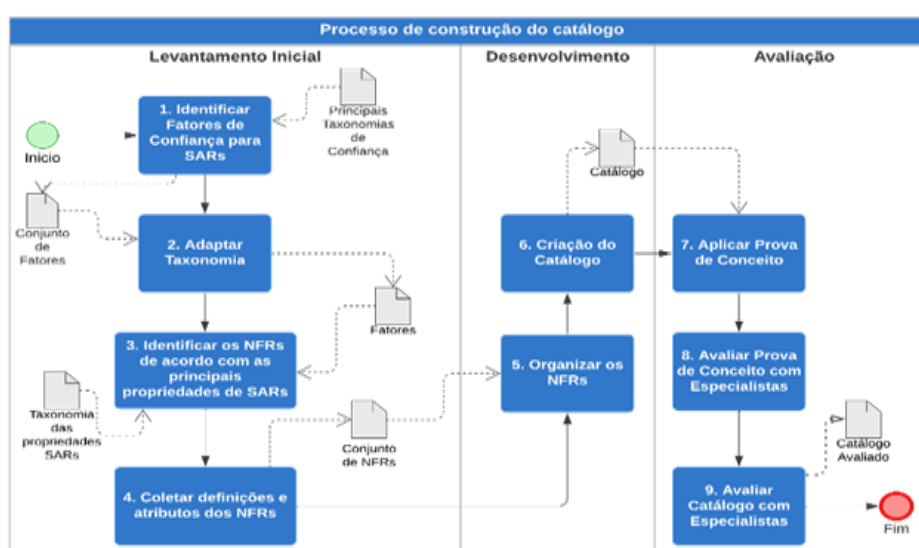 Processo de construção do catálogo
Levantamento Inicial
Desenvolvimento
Avaliação
1. Identificar
Fatores de
Confiança para
SARs
Principais
Taxonomias
de
Confiança
Início
Conjunto
de
Fatores
2. Adaptar
Taxonomia
Fatores
3. Identificar os NFRs
de acordo com as
principais
propriedades de SARs
Taxonomia
das
propriedades
SARs
Conjunto
de NFRs
4. Coletar definições e
atributos dos NFRs
Catálogo
6. Criação do
Catálogo
5. Organizar os
NFRs
7. Aplicar Prova
de Conceito
8. Avaliar Prova
de Conceito com
Especialistas
Catálogo
Avaliado
9. Avaliar
Catálogo com
Especialistas
Fim